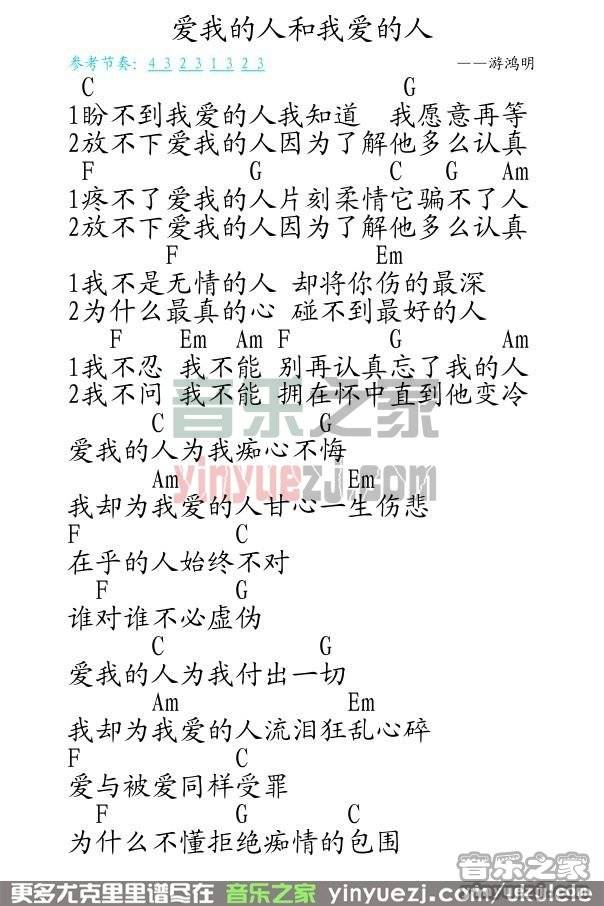 爱我的人和我爱的人
参考节奏: 4 3 2 3 1 3 2 3 ——游鸿明
C G
1盼不到我爱的人我知道 我愿意再等
2放不下爱我的人因为了解他多么认真
F G C G Am
1疼不了爱我的人片刻柔情它骗不了人
2放不下爱我的人因为了解他多么认真
F Em
1我不是无情的人 却将你伤的最深
2为什么最真的心 碰不到最好的人
F Em Am F G Am
1我不忍 我不能 别再认真忘了我的人
2我不问 我不能 拥在怀中直到他变冷
音乐之家
C G
爱我的人为我痴心不悔
yinyuezj.com
Am Em
我却为我爱的人甘心一生伤悲
F C
在乎的人始终不对
F G
谁对谁不必虚伪
C G
爱我的人为我付出一切
Am Em
我却为我爱的人流泪狂乱心碎
F C
爱与被爱同样受罪
F G C
为什么不懂拒绝痴情的包围
音乐之家
更多尤克里里谱尽在 音乐之家 yinyuezj.com/ukulele